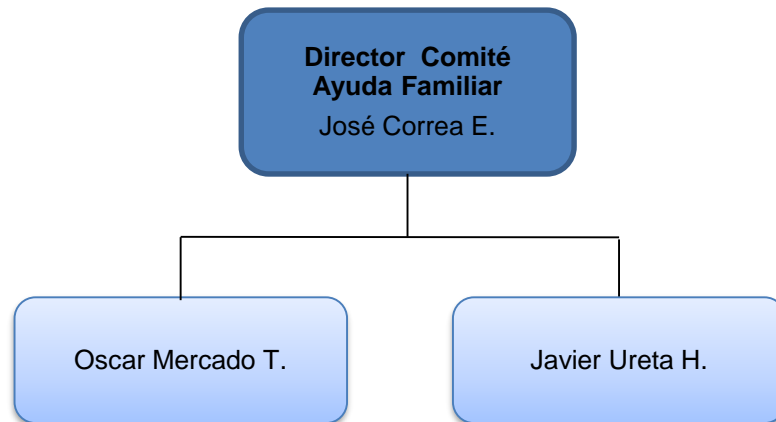 Director Comité
Ayuda Familiar
José Correa E.
Oscar Mercado T.
Javier Ureta H.